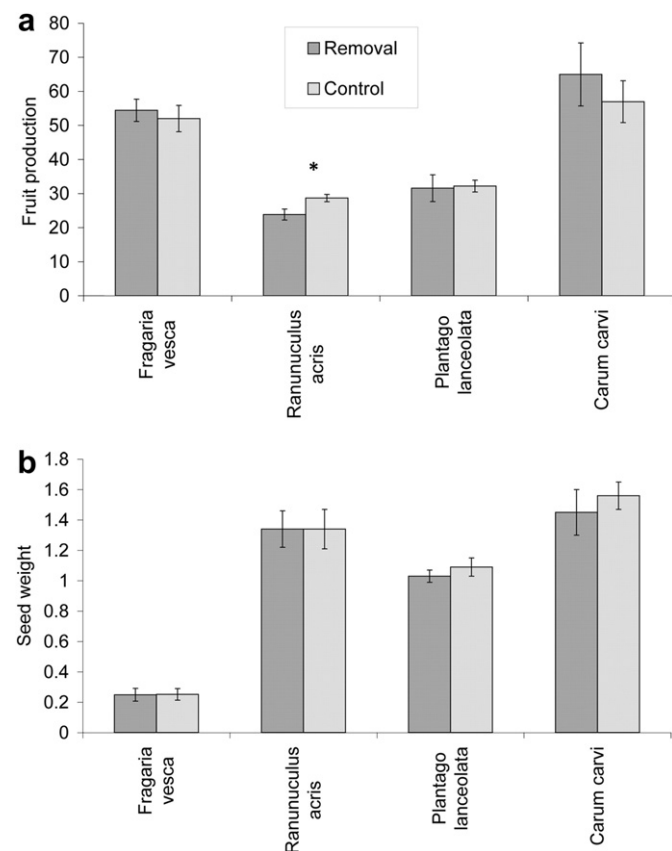 a
80
70
60
50
40
30
20
10
0
Fruit production
Removal
Control
*
Fragaria
vesca
Ranunuculus
acris
Plantago
lanceolata
Carum carvi
b
1.8
1.6
1.4
1.2
1
0.8
0.6
0.4
0.2
0
Seed weight
Fragaria
vesca
Ranunuculus
acris
Plantago
lanceolata
Carum carvi